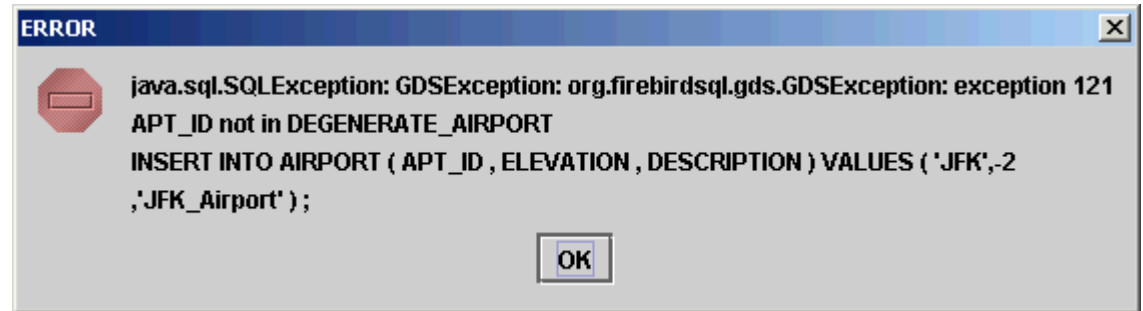 ERROR
java.sql.SQLException: GDSException: org.firebirdsql.gds.GDSException: exception 121
APT_ID not in DEGENERATE_AIRPORT
INSERT INTO AIRPORT ( APT_ID , ELEVATION , DESCRIPTION ) VALUES ( 'JFK',-2
,'JFK_Airport' ) ;
OK